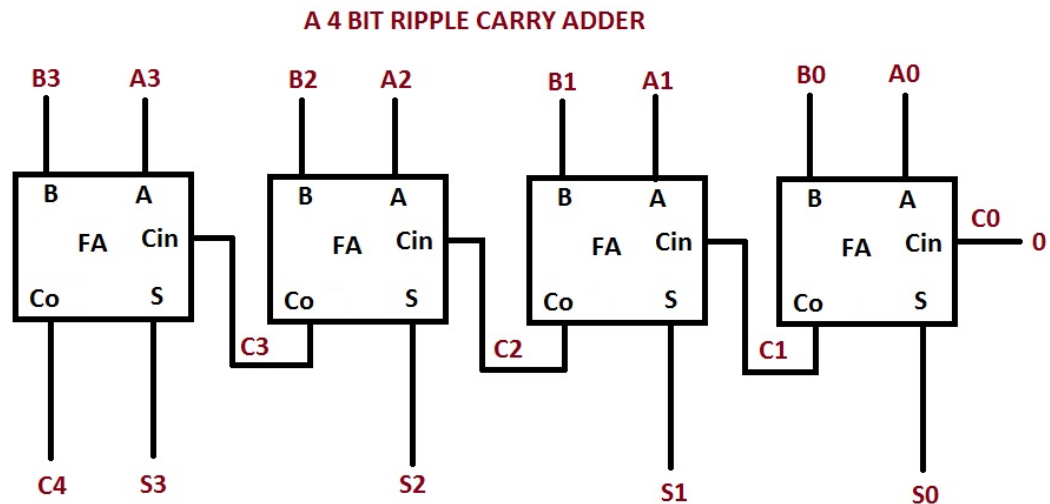 A 4 BIT RIPPLE CARRY ADDER
B3 A3 B2 A2 B1 A1 B0 A0
B A B A B A B A
C0
FA Cin FA Cin FA Cin FA Cin 0
Co S Co S Co S Co S
C3 C2 C1
C4 S3 S2 S1 S0